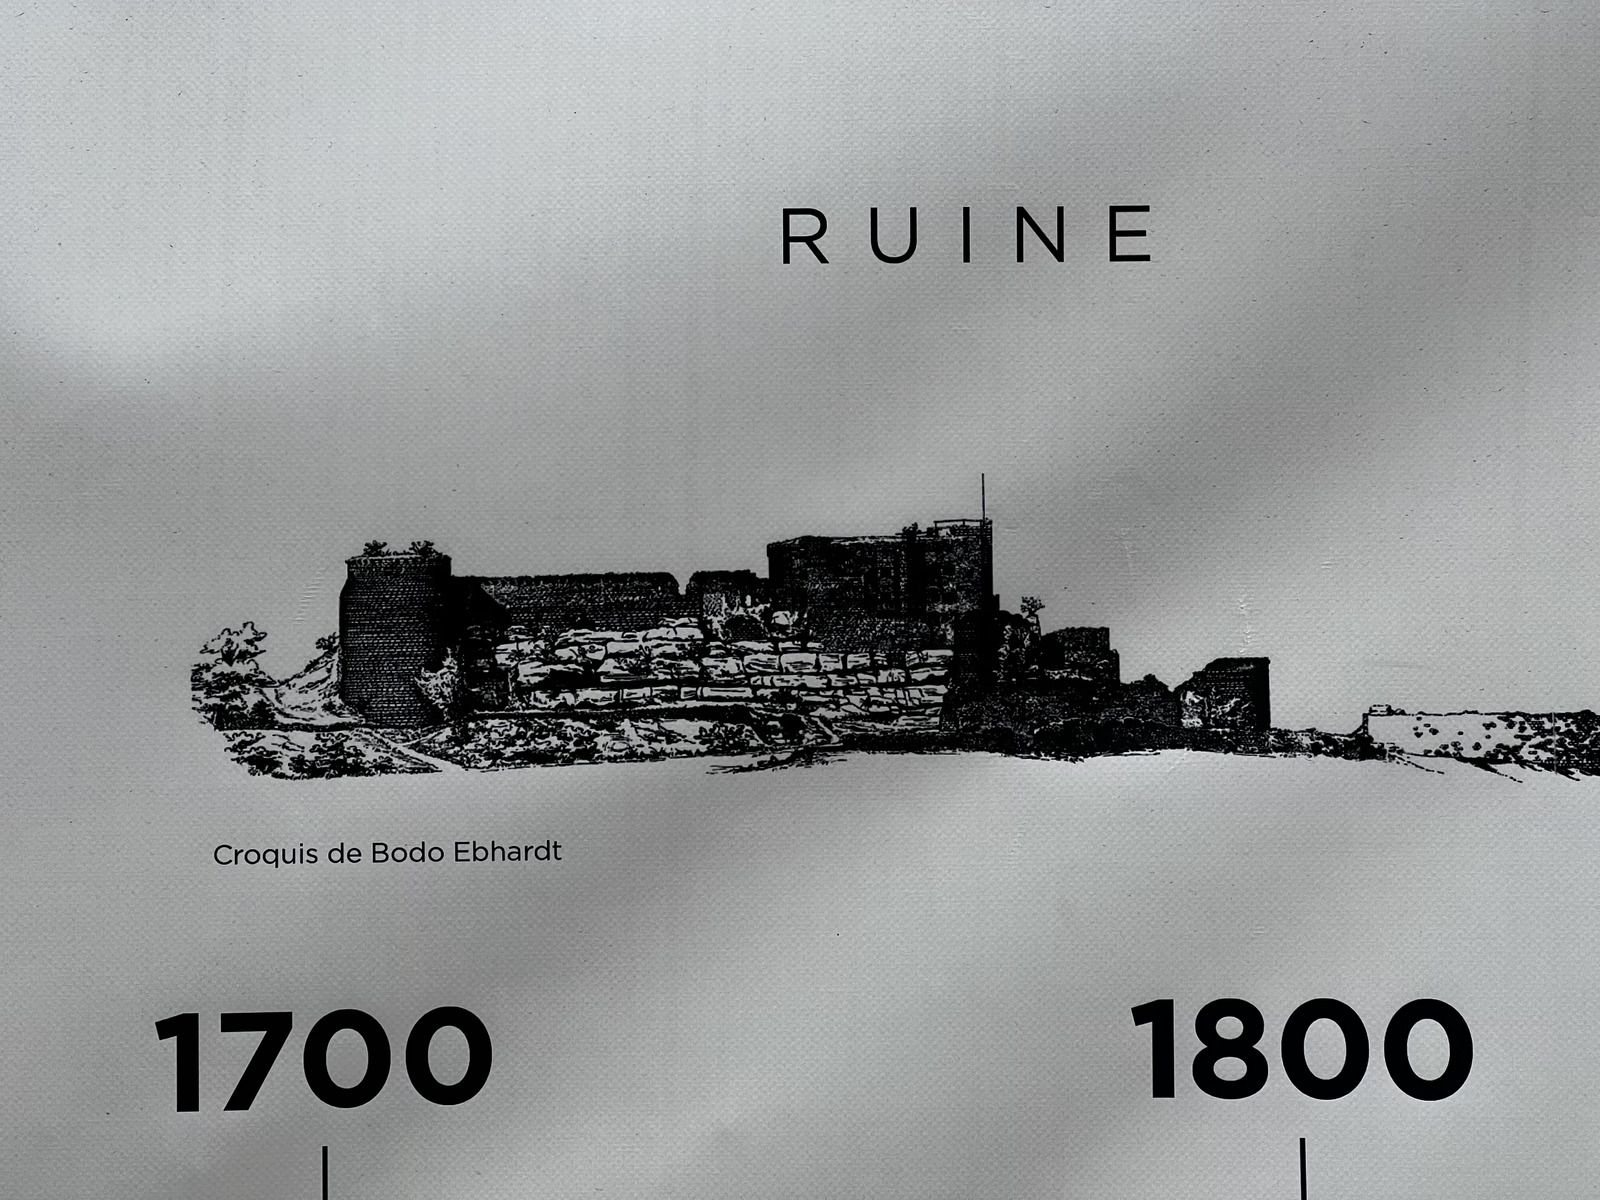 RUINE
Croquis de Bodo Ebhardt
1700
1800